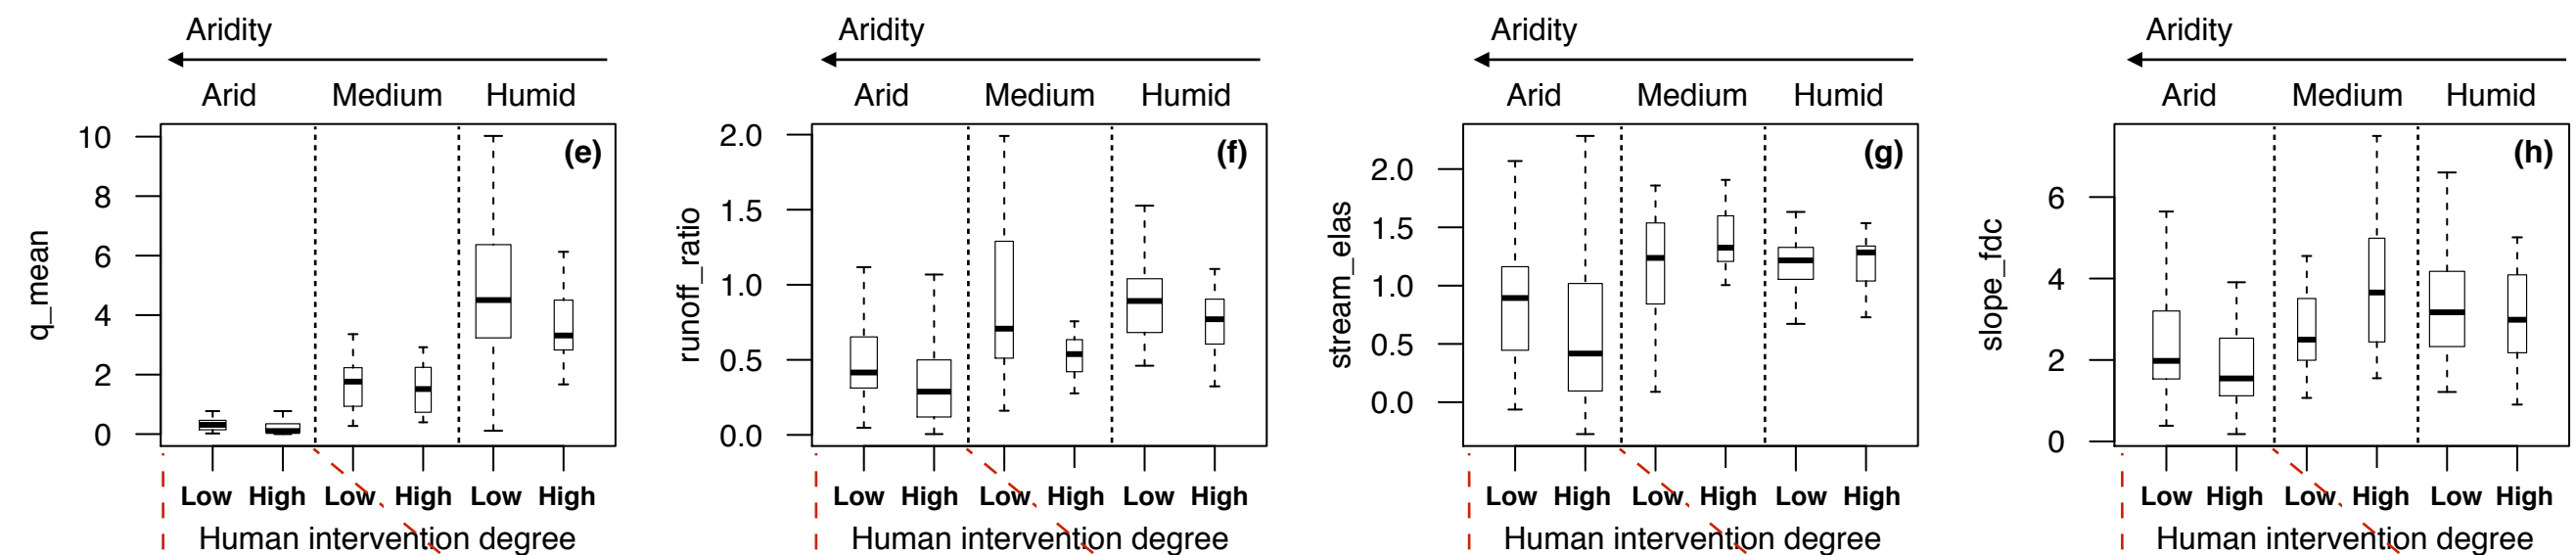 Aridity
Arid Medium Humid
(e)
10
8
6
4
2
0
q_mean
Low High Low High Low High
Human intervention degree
Aridity
Arid Medium Humid
(f)
2.0
1.5
1.0
0.5
0.0
runoff_ratio
Low High Low High Low High
Human intervention degree
Aridity
Arid Medium Humid
(g)
2.0
1.5
1.0
0.5
0.0
stream_elas
Low High Low High Low High
Human intervention degree
Aridity
Arid Medium Humid
(h)
6
4
2
0
slope_fdc
Low High Low High Low High
Human intervention degree